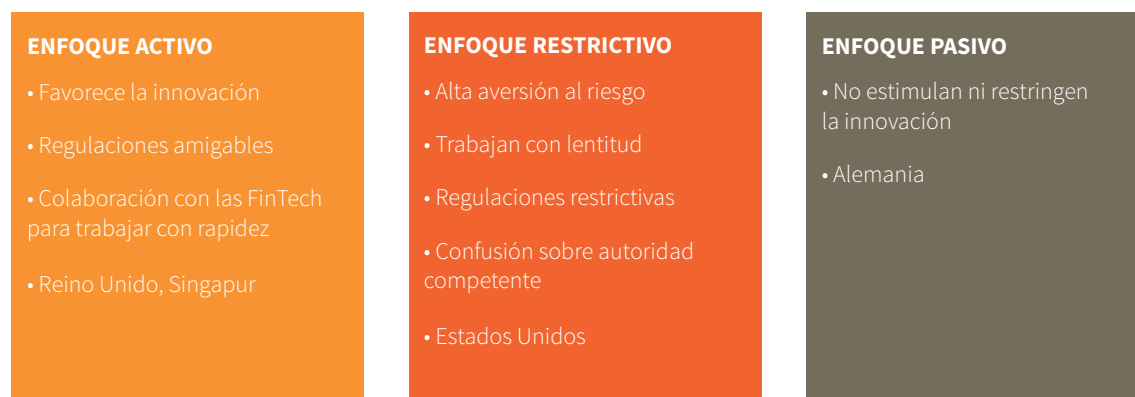 ENFOQUE ACTIVO
• Favorece la innovación
• Regulaciones amigables
• Colaboración con las FinTech
para trabajar con rapidez
• Reino Unido, Singapur
ENFOQUE RESTRICTIVO
• Alta aversión al riesgo
• Trabajan con lentitud
• Regulaciones restrictivas
• Confusión sobre autoridad
competente
• Estados Unidos
ENFOQUE PASIVO
• No estimulan ni restringen
la innovación
• Alemania